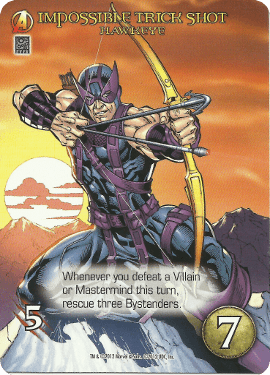 IMPOSSIBLE TRICK SHOT
HAWKEYE
Whenever you defeat a Villain
or Mastermind this turn,
rescue three Bystanders.
5
7